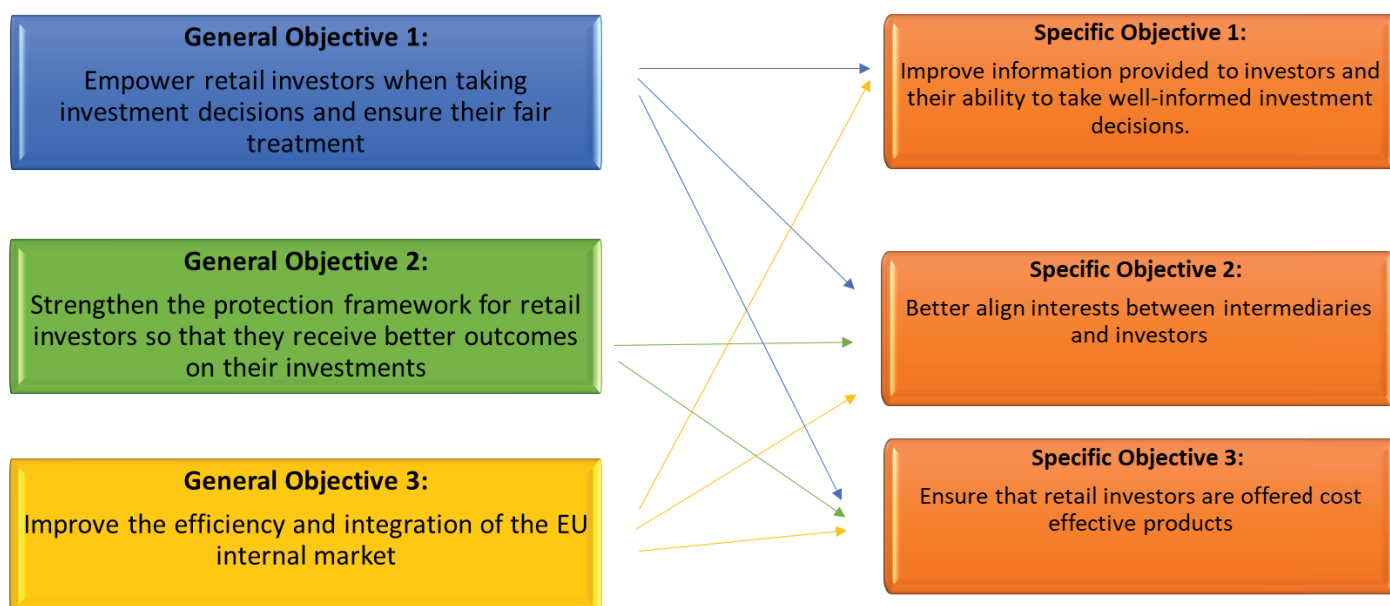 General Objective 1:
Empower retail investors when taking
investment decisions and ensure their fair
treatment
General Objective 2:
Strengthen the protection framework for retail
investors so that they receive better outcomes
on their investments
General Objective 3:
Improve the efficiency and integration of the EU
internal market
Specific Objective 1:
Improve information provided to investors and
their ability to take well-informed investment
decisions.
Specific Objective 2:
Better align interests between intermediaries
and investors
Specific Objective 3:
Ensure that retail investors are offered cost
effective products